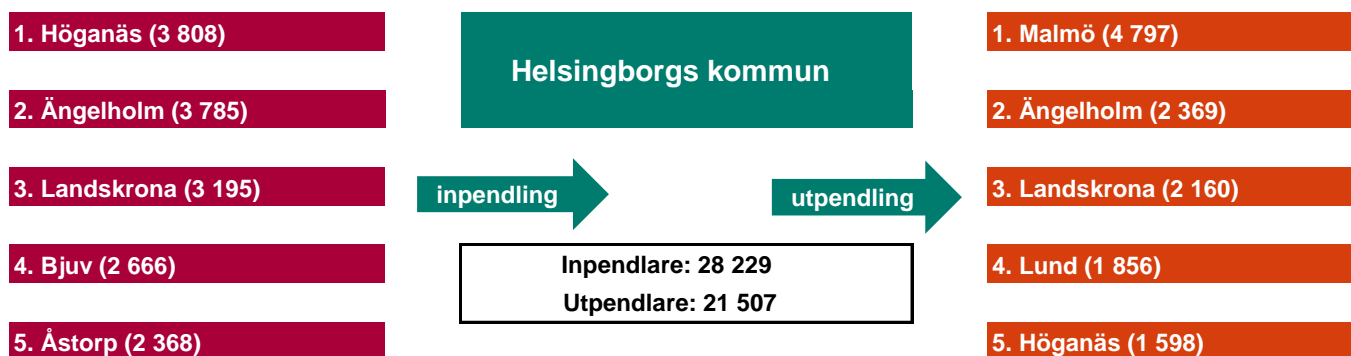 1. Höganäs (3 808)
2. Ängelholm (3 785)
3. Landskrona (3 195)
4. Bjuv (2 666)
5. Åstorp (2 368)
Helsingborgs kommun
inpendling
utpendling
Inpendlare: 28 229
Utpendlare: 21 507
1. Malmö (4 797)
2. Ängelholm (2 369)
3. Landskrona (2 160)
4. Lund (1 856)
5. Höganäs (1 598)